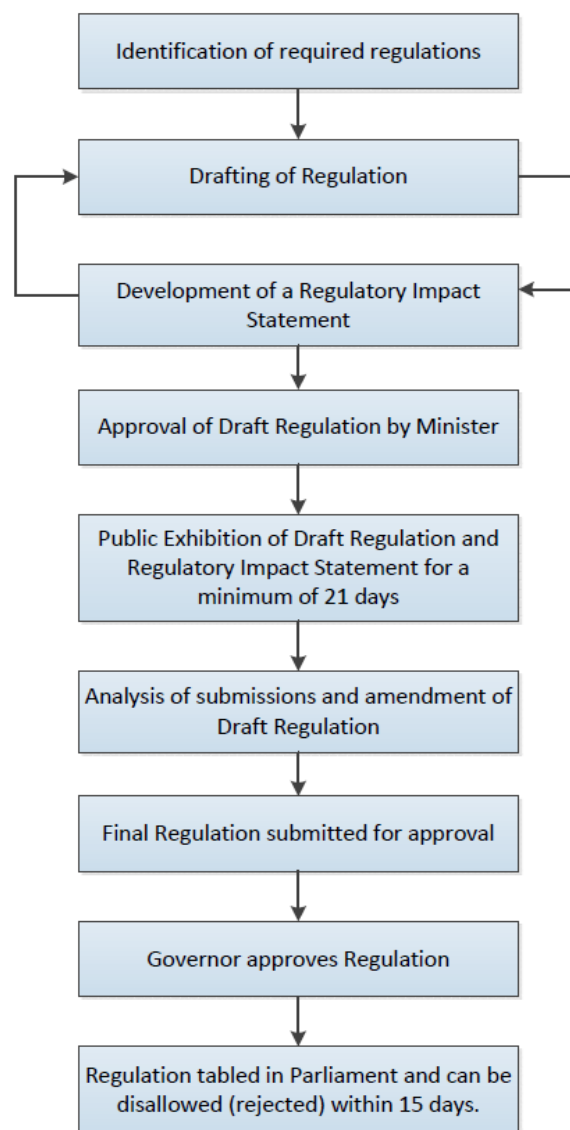 Identification of required regulations
Drafting of Regulation
Development of a Regulatory Impact
Statement
Approval of Draft Regulation by Minister
Public Exhibition of Draft Regulation and
Regulatory Impact Statement for a
minimum of 21 days
Analysis of submissions and amendment of
Draft Regulation
Final Regulation submitted for approval
Governor approves Regulation
Regulation tabled in Parliament and can be
disallowed (rejected) within 15 days.